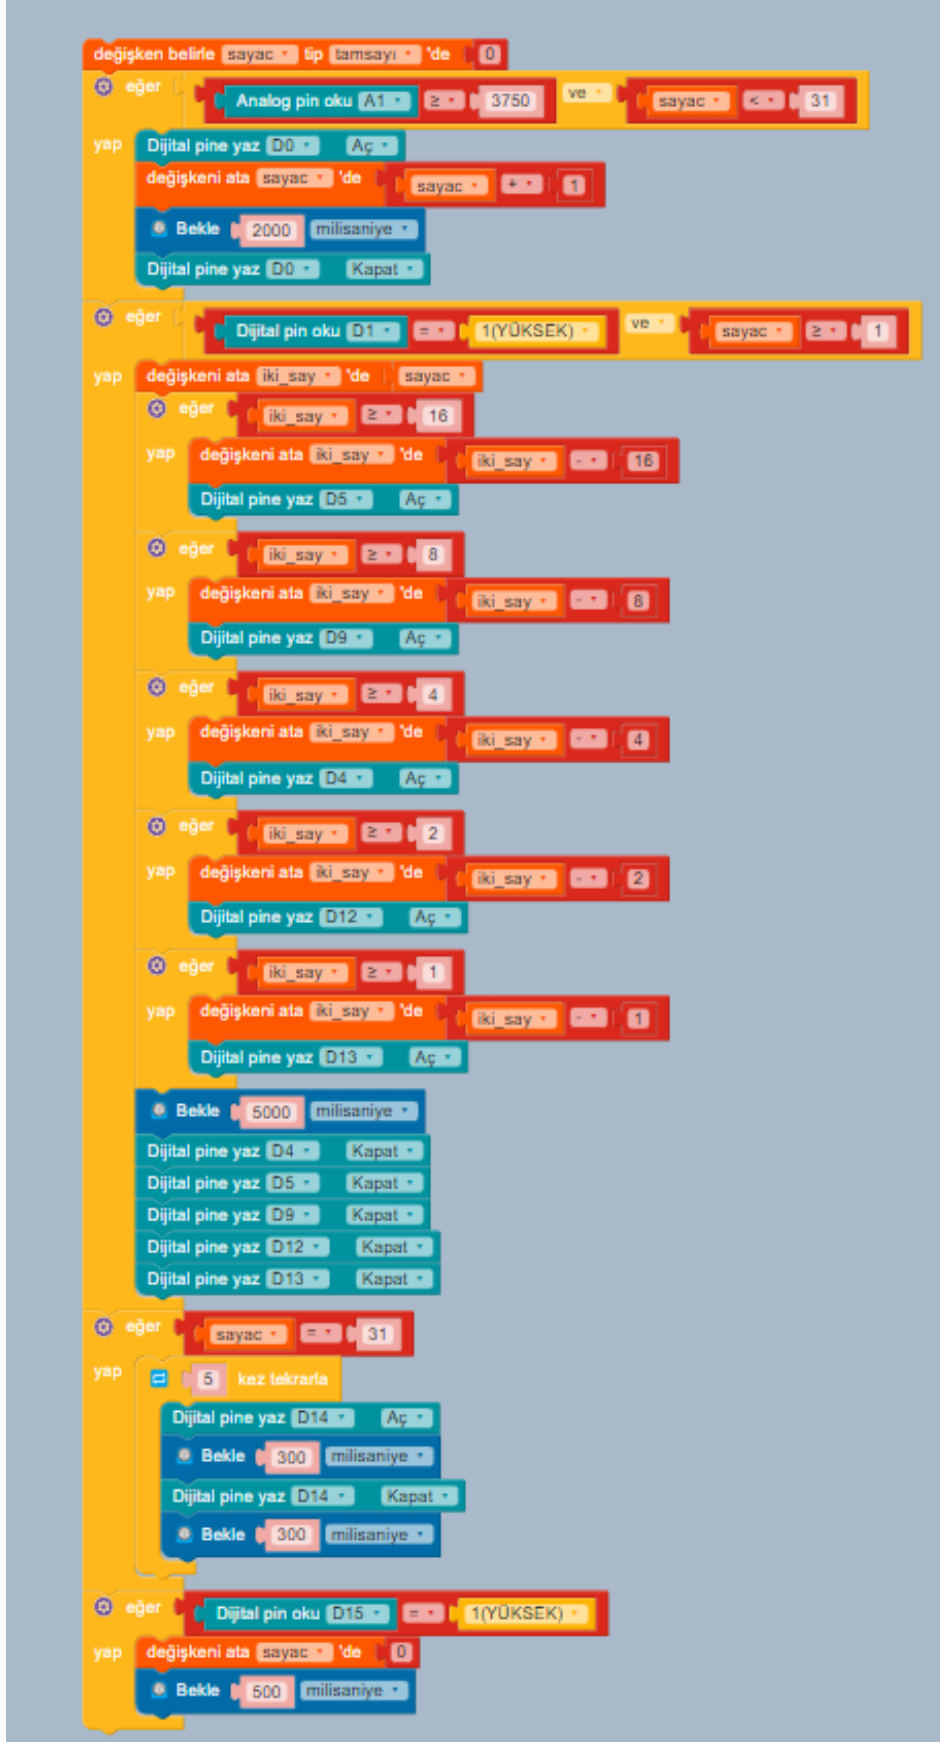 değişken belirle sayac tip tamsayı 'de 0
eğer Analog pin oku A1 ≥ 3750 ve sayac < 31
yap Dijital pine yaz D0 Aç
değişkeni ata sayac 'de sayac + 1
Bekle 2000 milisaniye
Dijital pine yaz D0 Kapat
eğer Dijital pin oku D1 = 1(YÜKSEK) ve sayac ≥ 1
yap değişkeni ata iki_say 'de sayac
eğer iki_say ≥ 16
yap değişkeni ata iki_say 'de iki_say - 16
Dijital pine yaz D5 Aç
eğer iki_say ≥ 8
yap değişkeni ata iki_say 'de iki_say - 8
Dijital pine yaz D9 Aç
eğer iki_say ≥ 4
yap değişkeni ata iki_say 'de iki_say - 4
Dijital pine yaz D4 Aç
eğer iki_say ≥ 2
yap değişkeni ata iki_say 'de iki_say - 2
Dijital pine yaz D12 Aç
eğer iki_say ≥ 1
yap değişkeni ata iki_say 'de iki_say - 1
Dijital pine yaz D13 Aç
Bekle 5000 milisaniye
Dijital pine yaz D4 Kapat
Dijital pine yaz D5 Kapat
Dijital pine yaz D9 Kapat
Dijital pine yaz D12 Kapat
Dijital pine yaz D13 Kapat
eğer sayac = 31
yap 5 kez tekrarla
Dijital pine yaz D14 Aç
Bekle 300 milisaniye
Dijital pine yaz D14 Kapat
Bekle 300 milisaniye
eğer Dijital pin oku D15 = 1(YÜKSEK)
yap değişkeni ata sayac 'de 0
Bekle 500 milisaniye